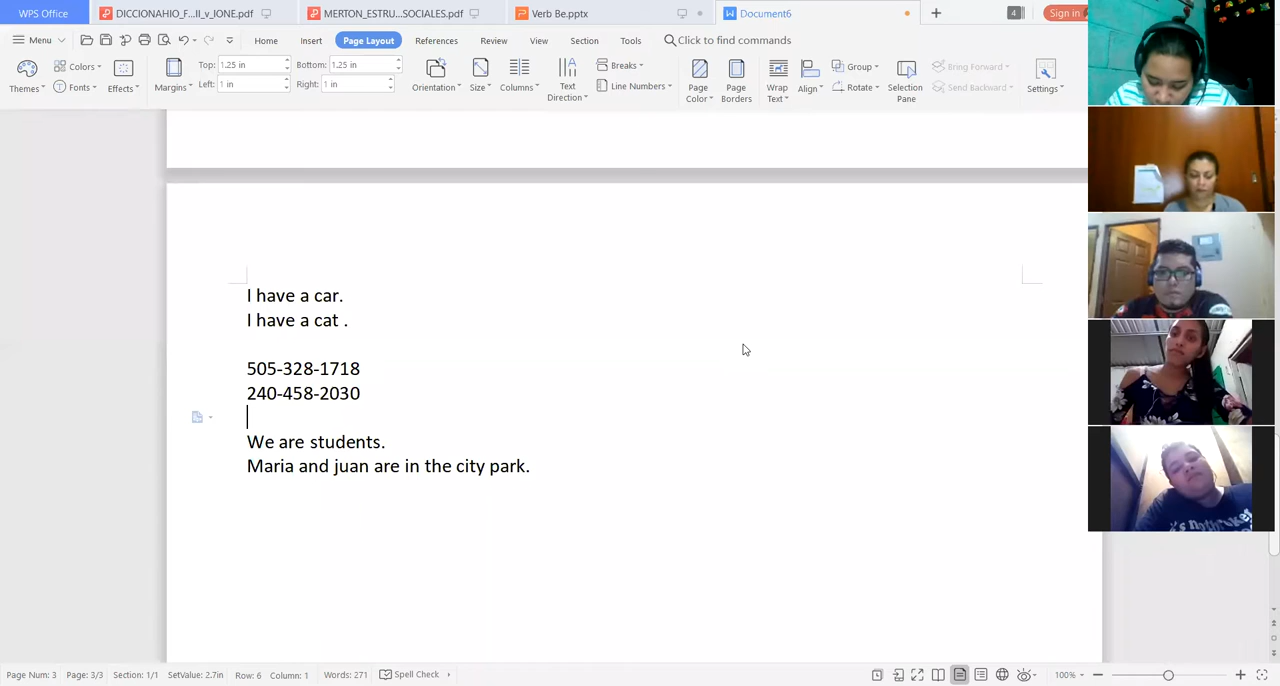 WPS Office DICCIONAHIO_F...II_v_IONE.pdf MERTON_ESTRU...SOCIALES.pdf Verb Be.pptx Document6 + 4 Sign in
Menu Home Insert Page Layout References Review View Section Tools Click to find commands
Themes Colors Fonts Effects Margins Top: 1.25 in Bottom: 1.25 in Left: 1 in Right: 1 in Orientation Size Columns Text Direction Breaks Line Numbers Page Color Page Borders Wrap Text Align Group Rotate Selection Pane Bring Forward Send Backward Settings
I have a car.
I have a cat .
505-328-1718
240-458-2030
We are students.
Maria and juan are in the city park.
Page Num: 3 Page: 3/3 Section: 1/1 SetValue: 2.7in Row: 6 Column: 1 Words: 271 Spell Check 100%